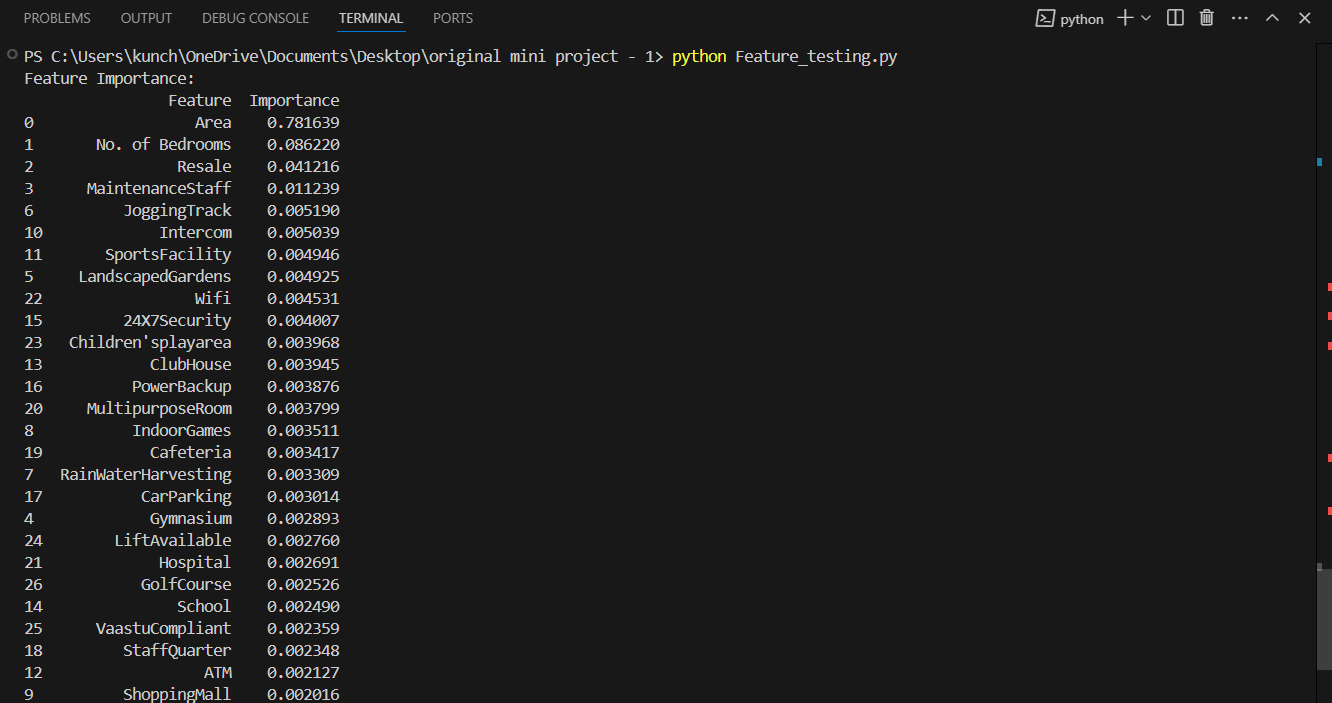 PROBLEMS OUTPUT DEBUG CONSOLE TERMINAL PORTS python
PS C:\Users\kunch\OneDrive\Documents\Desktop\original mini project - 1> python Feature_testing.py
Feature Importance:
Feature Importance
0 Area 0.781639
1 No. of Bedrooms 0.086220
2 Resale 0.041216
3 MaintenanceStaff 0.011239
6 JoggingTrack 0.005190
10 Intercom 0.005039
11 SportsFacility 0.004946
5 LandscapedGardens 0.004925
22 Wifi 0.004531
15 24X7Security 0.004007
23 Children'splayarea 0.003968
13 ClubHouse 0.003945
16 PowerBackup 0.003876
20 MultipurposeRoom 0.003799
8 IndoorGames 0.003511
19 Cafeteria 0.003417
7 RainWaterHarvesting 0.003309
17 CarParking 0.003014
4 Gymnasium 0.002893
24 LiftAvailable 0.002760
21 Hospital 0.002691
26 GolfCourse 0.002526
14 School 0.002490
25 VaastuCompliant 0.002359
18 StaffQuarter 0.002348
12 ATM 0.002127
9 ShoppingMall 0.002016